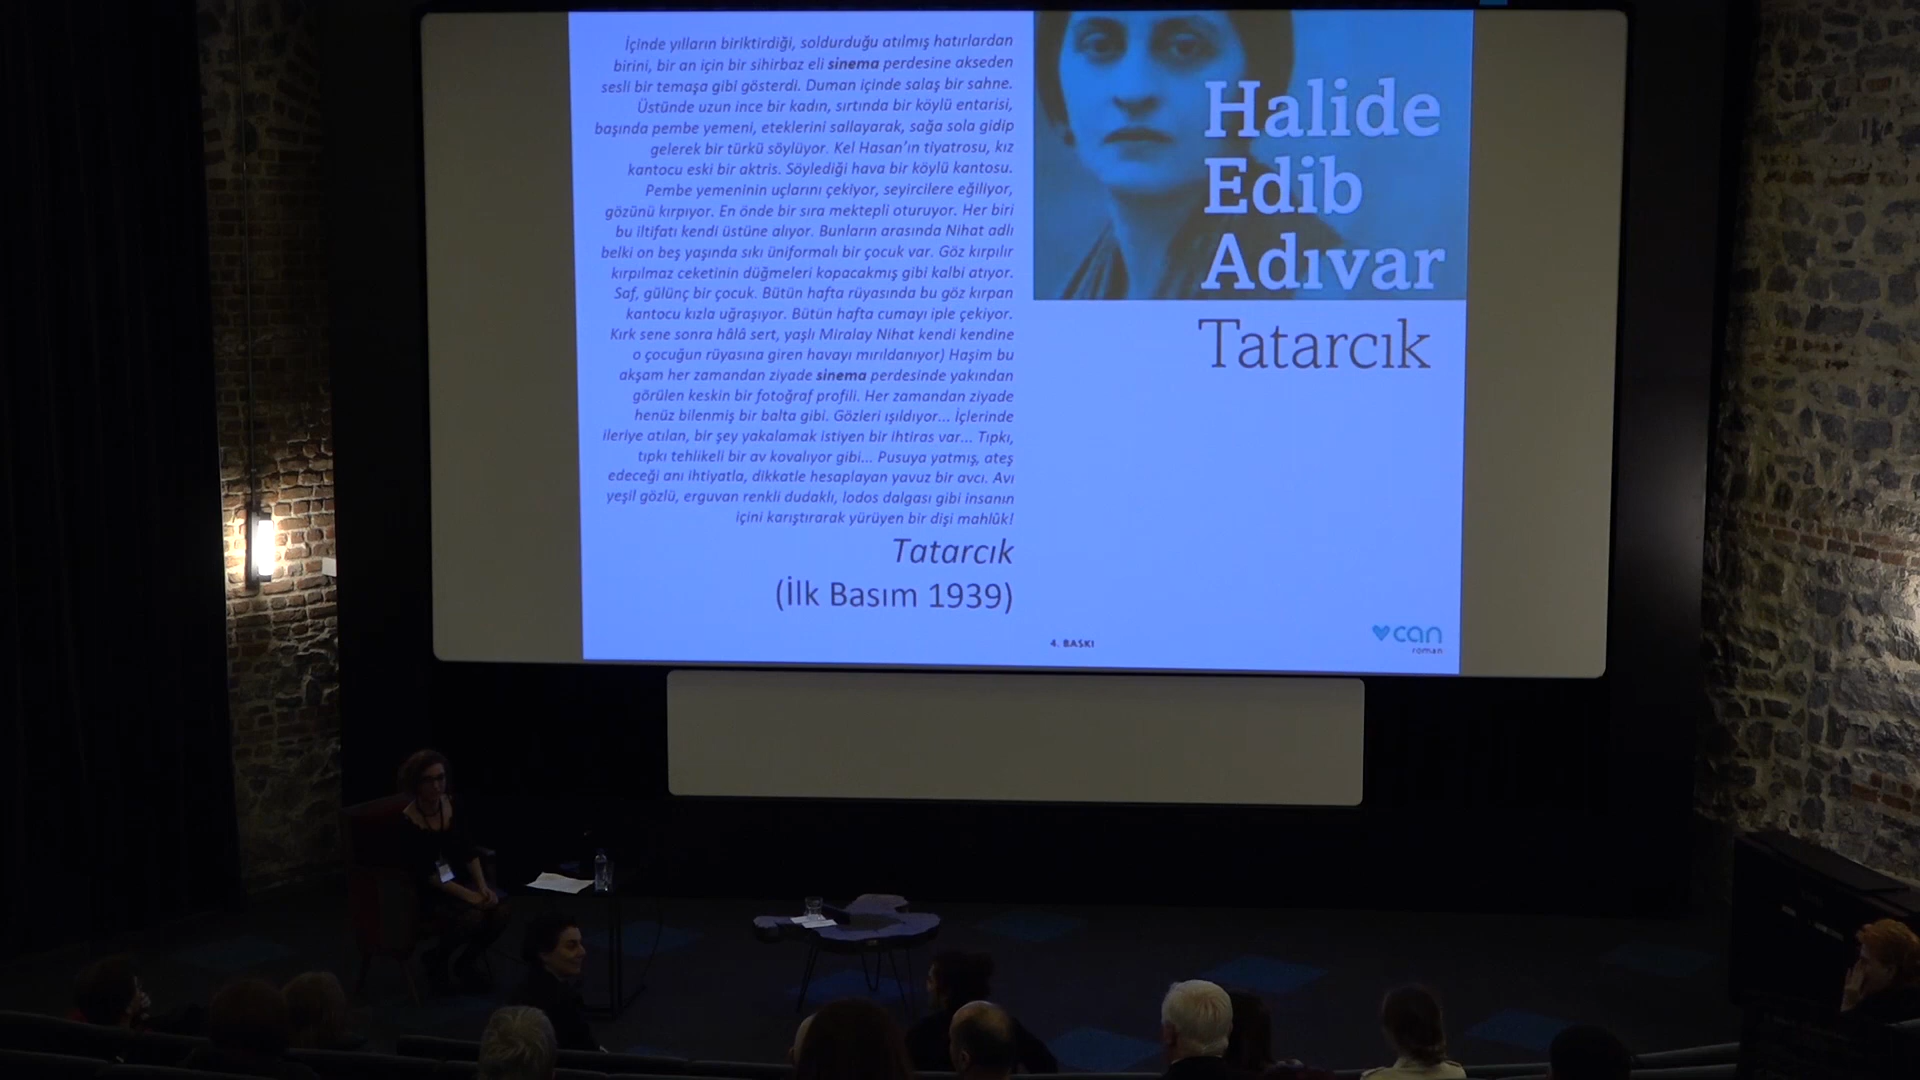 İçinde yılların biriktirdiği, soldurduğu atılmış hatırlardan
birini, bir an için bir sihirbaz eli sinema perdesine akseden
sesli bir temaşa gibi gösterdi. Duman içinde salaş bir sahne.
Üstünde uzun ince bir kadın, sırtında bir köylü entarisi,
başında pembe yemeni, eteklerini sallayarak, sağa sola gidip
gelerek bir türkü söylüyor. Kel Hasan'ın tiyatrosu, kız
kantocu eski bir aktris. Söylediği hava bir köylü kantosu.
Pembe yemeninin uçlarını çekiyor, seyircilere eğiliyor,
gözünü kırpıyor. En önde bir sıra mektepli oturuyor. Her biri
bu iltifatı kendi üstüne alıyor. Bunların arasında Nihat adlı
belki on beş yaşında sıkı üniformalı bir çocuk var. Göz kırpılır
kırpılmaz ceketinin düğmeleri kopacakmış gibi kalbi atıyor.
Saf, gülünç bir çocuk. Bütün hafta rüyasında bu göz kırpan
kantocu kızla uğraşıyor. Bütün hafta cumayı iple çekiyor.
Kırk sene sonra hâlâ sert, yaşlı Miralay Nihat kendi kendine
o çocuğun rüyasına giren havayı mırıldanıyor) Haşim bu
akşam her zamandan ziyade sinema perdesinde yakından
görülen keskin bir fotoğraf profili. Her zamandan ziyade
henüz bilenmiş bir balta gibi. Gözleri ışıldıyor... İçlerinde
ileriye atılan, bir şey yakalamak istiyen bir ihtiras var... Tıpkı,
tıpkı tehlikeli bir av kovalıyor gibi... Pusuya yatmış, ateş
edeceği anı ihtiyatla, dikkatle hesaplayan yavuz bir avcı. Avı
yeşil gözlü, erguvan renkli dudaklı, lodos dalgası gibi insanın
içini karıştırarak yürüyen bir dişi mahlûk!
Tatarcık
(İlk Basım 1939)
Halide
Edib
Adıvar
Tatarcık
4. BASKI
can
roman